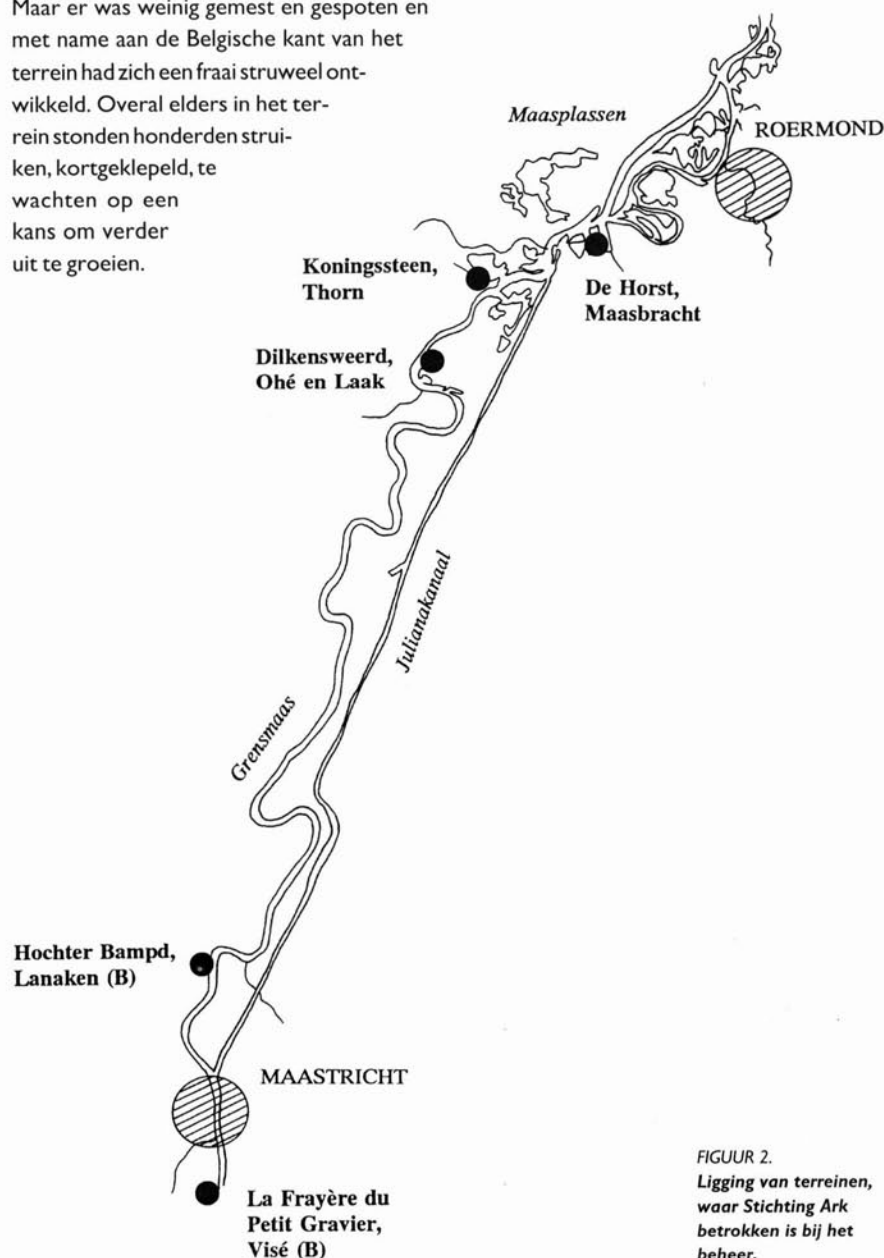 Maar er was weinig gemest en gespoten en
met name aan de Belgische kant van het
terrein had zich een fraai struweel ont-
wikkeld. Overal elders in het ter-
rein stonden honderden strui-
ken, kortgeklepeld, te
wachten op een
kans om verder
uit te groeien.
Maasplassen
ROERMOND
Koningssteen,
Thorn
De Horst,
Maasbracht
Dilkensweerd,
Ohé en Laak
Julianakanaal
Grensmaas
Hochter Bampd,
Lanaken (B)
MAASTRICHT
La Frayère du
Petit Gravier,
Visé (B)
FIGUUR 2.
Ligging van terreinen,
waar Stichting Ark
betrokken is bij het
beheer.